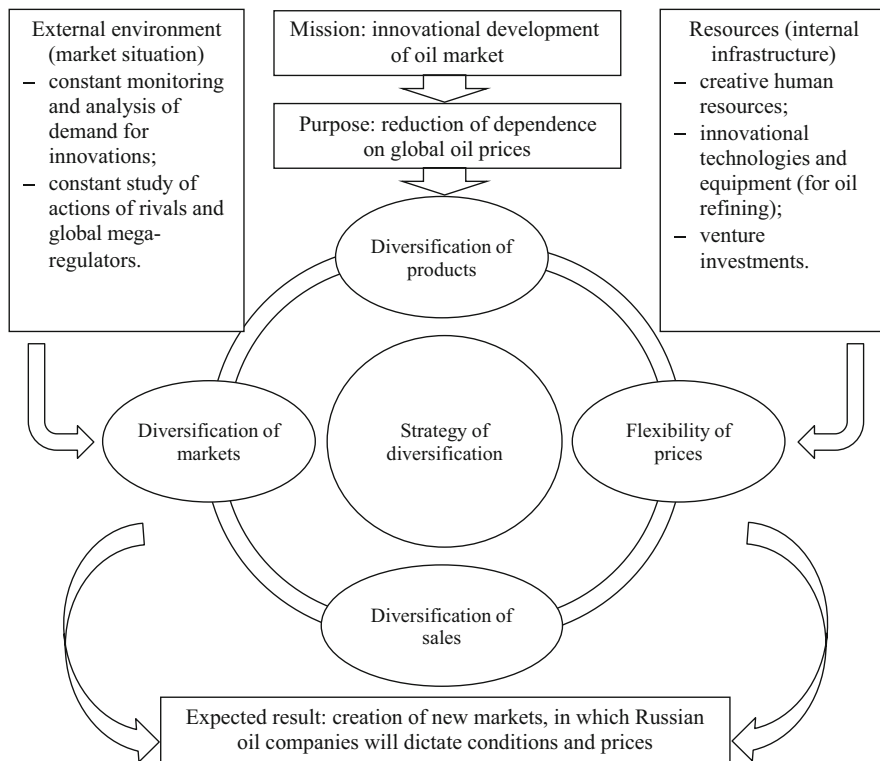 External environment
(market situation)
– constant monitoring
and analysis of
demand for
innovations;
– constant study of
actions of rivals and
global mega-
regulators.
Mission: innovational development
of oil market
Purpose: reduction of dependence
on global oil prices
Resources (internal
infrastructure)
– creative human
resources;
– innovational
technologies and
equipment (for oil
refining);
– venture
investments.
Diversification of
products
Diversification of
markets
Strategy of
diversification
Flexibility of
prices
Diversification of
sales
Expected result: creation of new markets, in which Russian
oil companies will dictate conditions and prices